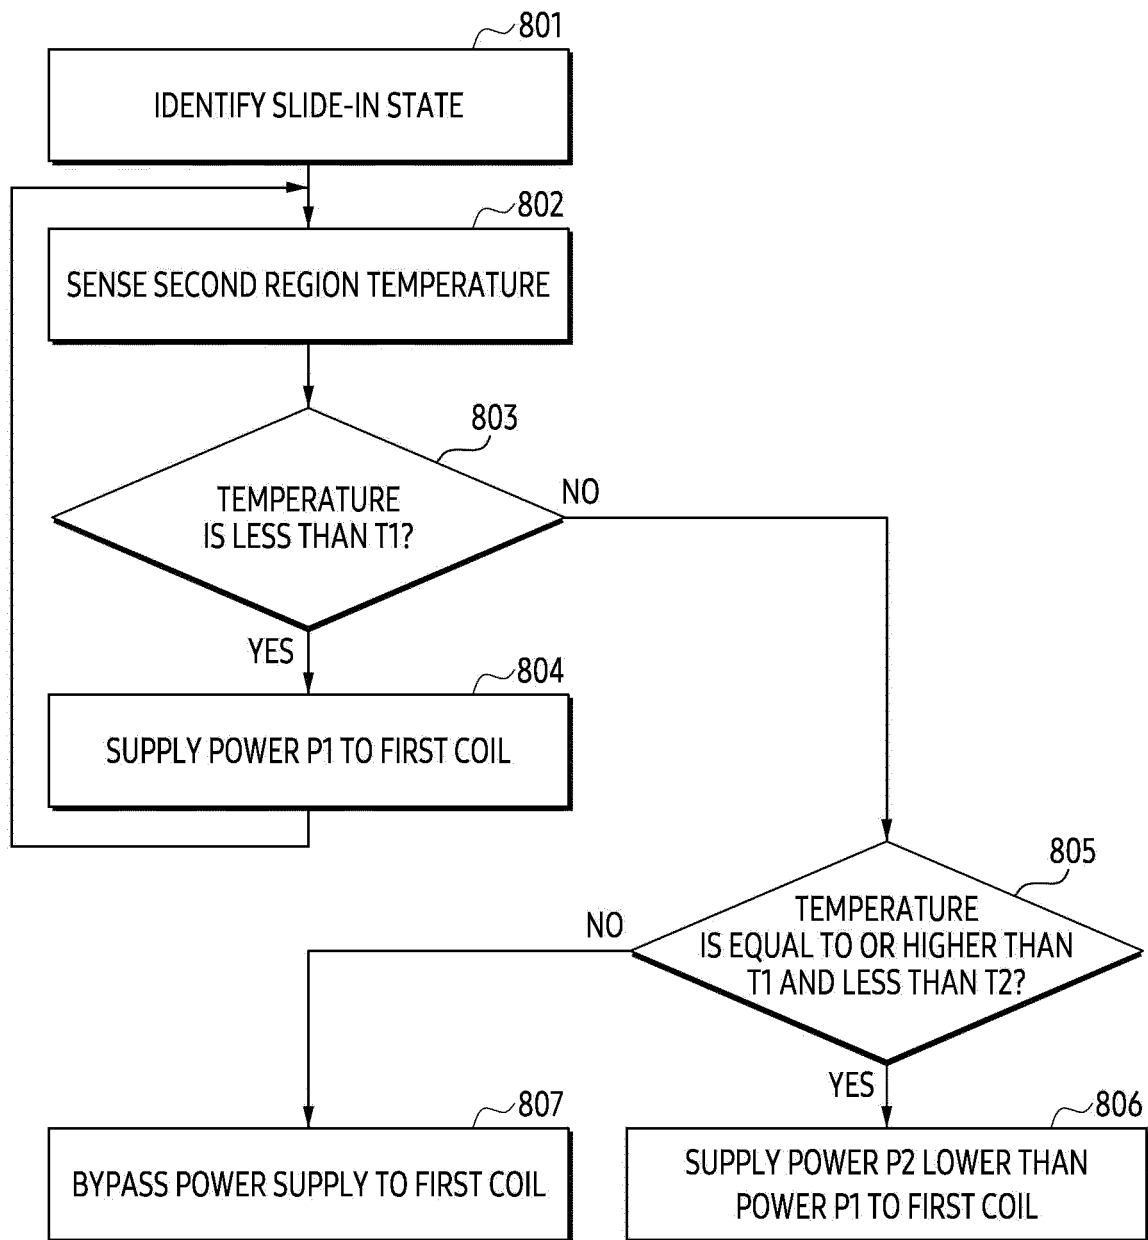 801
IDENTIFY SLIDE-IN STATE
802
SENSE SECOND REGION TEMPERATURE
803
TEMPERATURE
IS LESS THAN T1?
NO
YES
804
SUPPLY POWER P1 TO FIRST COIL
805
TEMPERATURE
IS EQUAL TO OR HIGHER THAN
T1 AND LESS THAN T2?
NO
YES
807
BYPASS POWER SUPPLY TO FIRST COIL
806
SUPPLY POWER P2 LOWER THAN
POWER P1 TO FIRST COIL